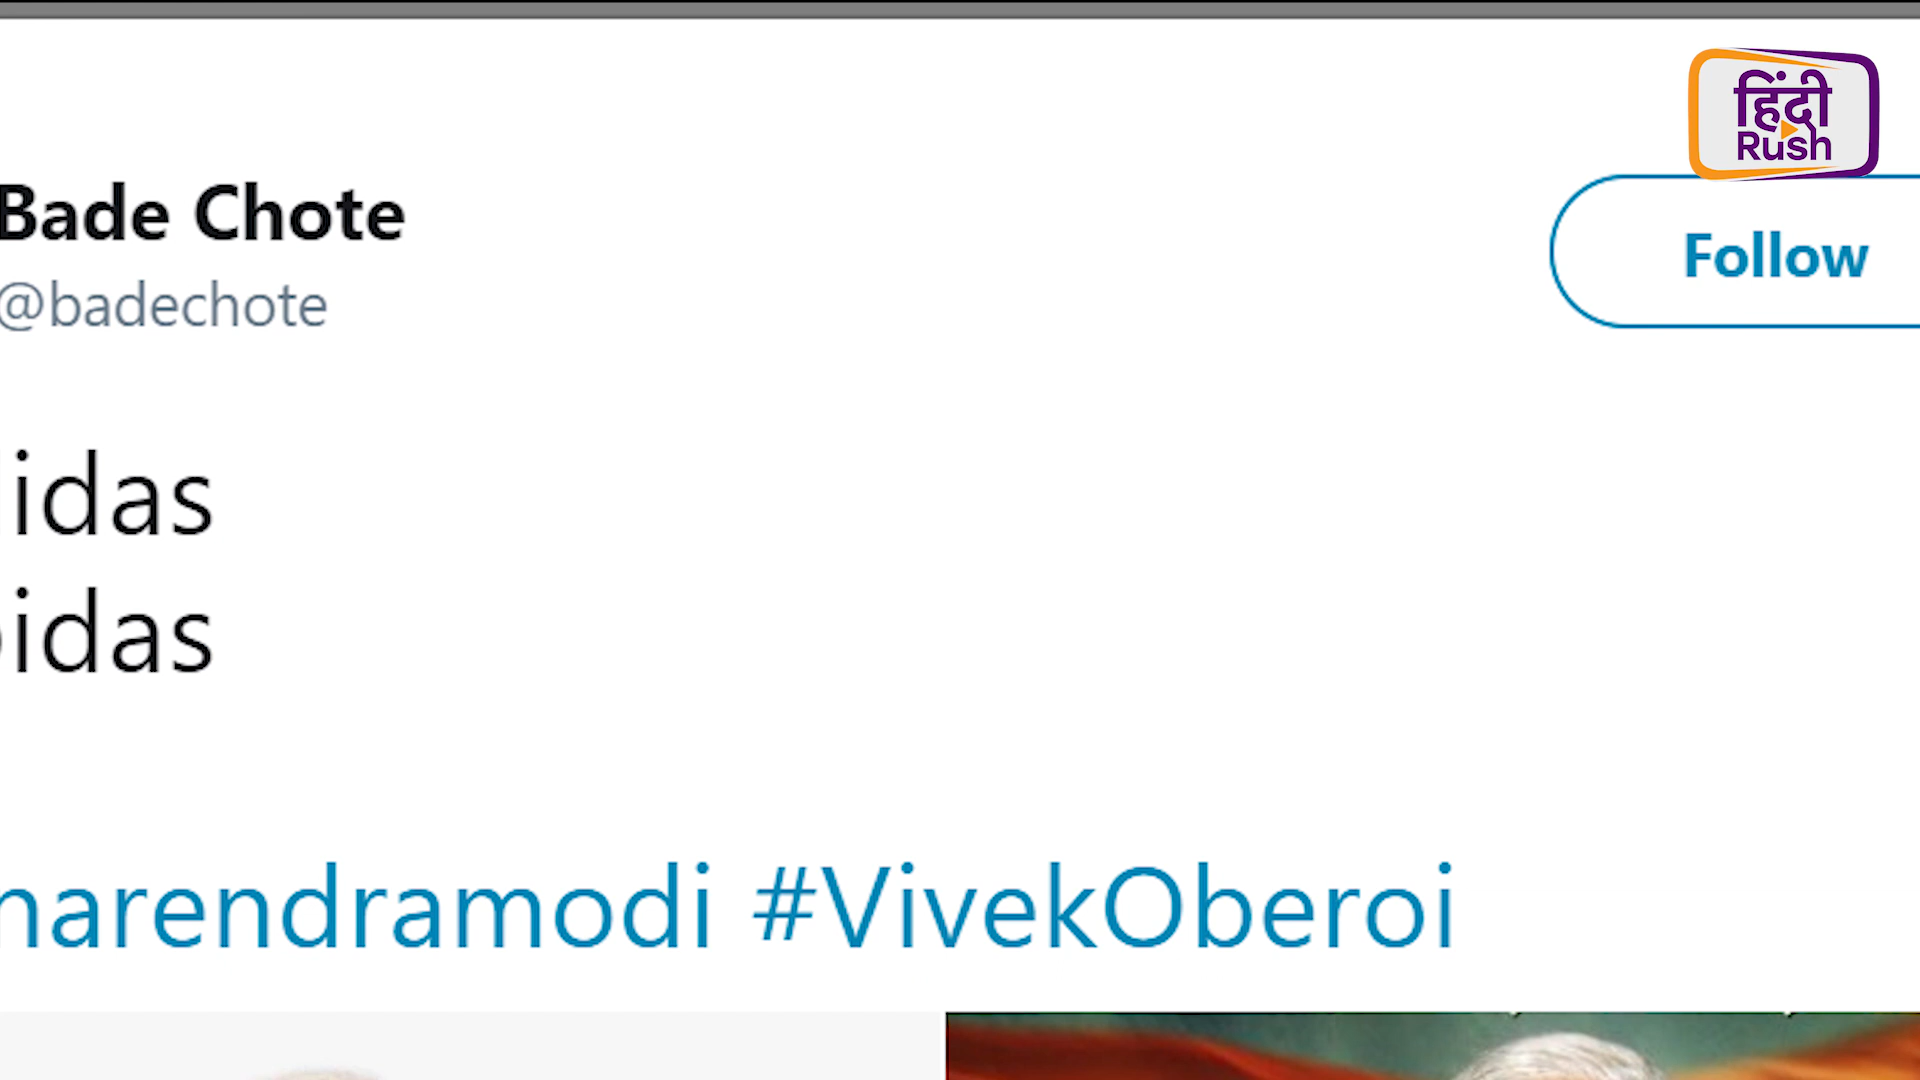 हिंदी
Rush
Bade Chote
@badechote
Follow
idas
idas
narendramodi #VivekOberoi